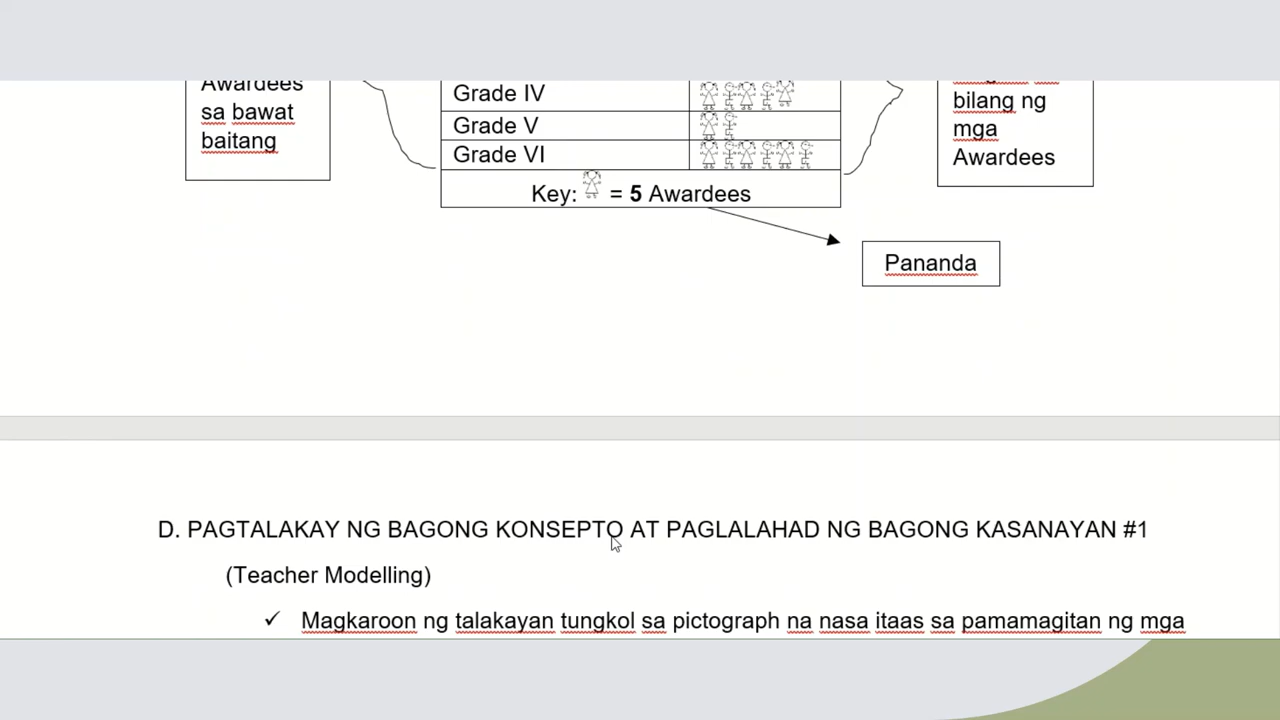 Awardees
sa bawat
baitang
Grade IV
Grade V
Grade VI
Key: = 5 Awardees
bilang ng
mga
Awardees
Pananda
D. PAGTALAKAY NG BAGONG KONSEPTO AT PAGLALAHAD NG BAGONG KASANAYAN #1
(Teacher Modelling)
✓ Magkaroon ng talakayan tungkol sa pictograph na nasa itaas sa pamamagitan ng mga